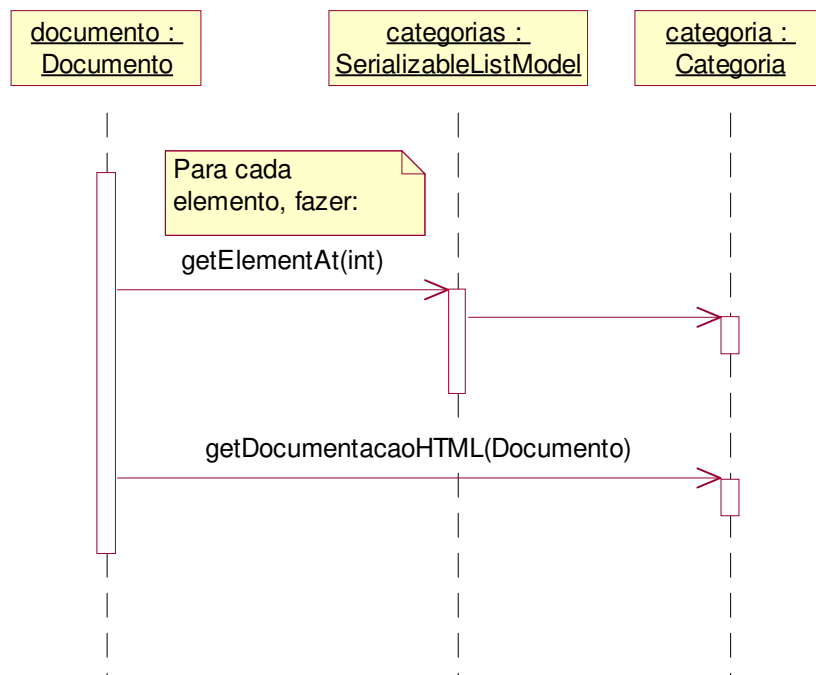 documento :
Documento
categorias :
SerializableListModel
categoria :
Categoria
Para cada
elemento, fazer:
getElementAt(int)
getDocumentacaoHTML(Documento)